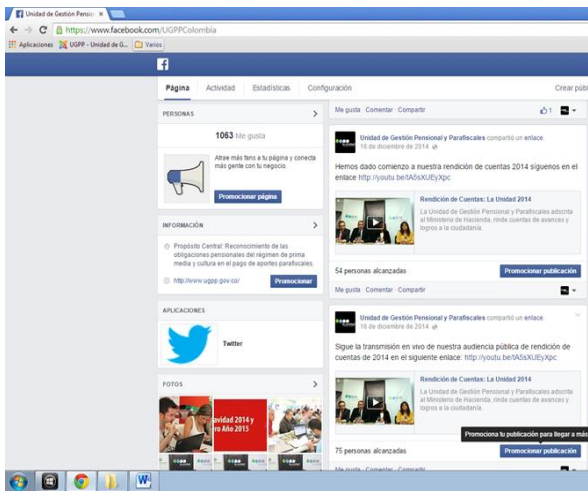 Unidad de Gestión Pensio
https://www.facebook.com/UGPPColombia
Aplicaciones UGPP - Unidad de G... Varios
Página Actividad Estadísticas Configuración Crear públ
PERSONAS
1063 Me gusta
Atrae más fans a tu página y conecta
más gente con tu negocio.
Promocionar página
INFORMACIÓN
Propósito Central: Reconocimiento de las
obligaciones pensionales del régimen de prima
media y cultura en el pago de aportes parafiscales.
http://www.ugpp.gov.co/ Promocionar
APLICACIONES
Twitter
FOTOS
avidad 2014 y
ro Año 2015
Me gusta · Comentar · Compartir 1
Unidad de Gestión Pensional y Parafiscales compartió un enlace.
16 de diciembre de 2014
Hemos dado comienzo a nuestra rendición de cuentas 2014 síguenos en el
enlace http://youtu.be/tA5sXUEyXpc
Rendición de Cuentas: La Unidad 2014
La Unidad de Gestión Pensional y Parafiscales adscrita
al Ministerio de Hacienda, rinde cuentas de avances y
logros a la ciudadanía.
54 personas alcanzadas Promocionar publicación
Me gusta · Comentar · Compartir
Unidad de Gestión Pensional y Parafiscales compartió un enlace.
16 de diciembre de 2014
Sigue la transmisión en vivo de nuestra audiencia pública de rendición de
cuentas de 2014 en el siguiente enlace: http://youtu.be/tA5sXUEyXpc
Rendición de Cuentas: La Unidad 2014
La Unidad de Gestión Pensional y Parafiscales adscrita
al Ministerio de Hacienda, rinde cuentas de avances y
logros a la ciudadanía.
Promociona tu publicación para llegar a más
75 personas alcanzadas Promocionar publicación
Me gusta · Comentar · Compartir